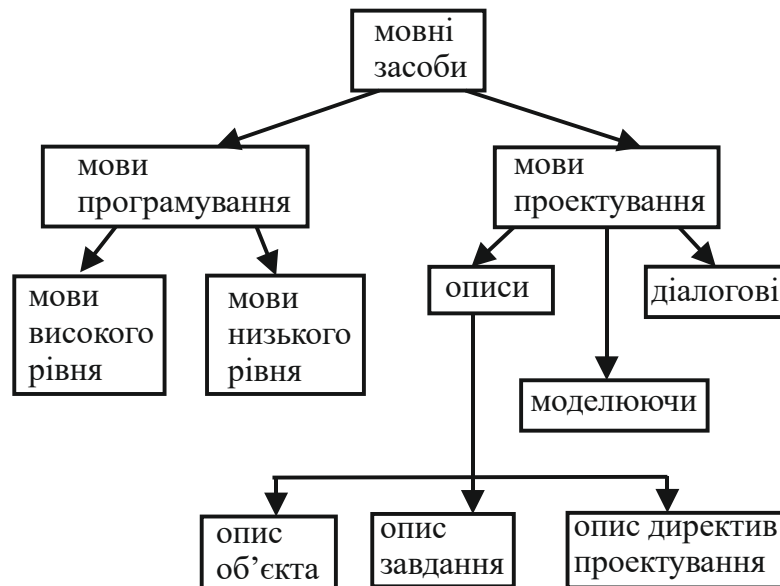 мовні
засоби
мови
програмування
мови
проектування
мови
високого
рівня
мови
низького
рівня
описи
діалогові
моделюючи
опис
об’єкта
опис
завдання
опис директив
проектування